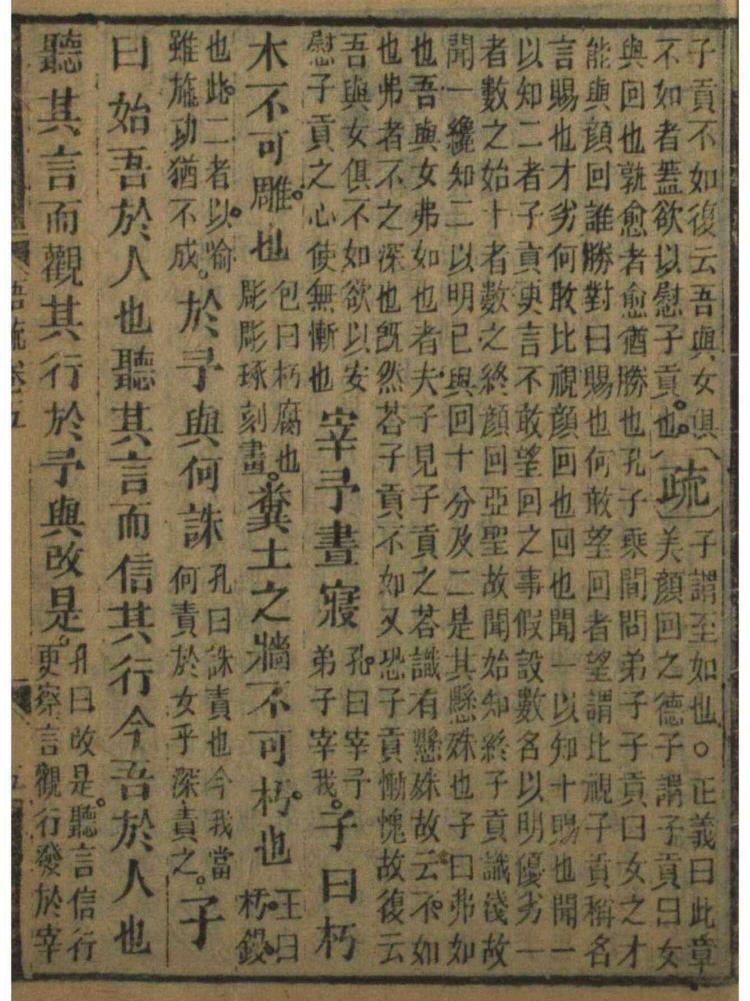 子貢不如復云吾與女俱
不如者蓋欲以慰子貢也。
疏
子謂至如也。正義曰此章
美顏回之德子謂子貢曰女
與回也孰愈者愈猶勝也孔子乘間問弟子子貢曰女之才
能與顏回誰勝對曰賜也何敢望回者望謂比視子貢稱名
言賜也才劣何敢比視顏回也回也聞一以知十賜也聞一
以知二者子貢更言不敢望回之事假設數名以明優劣一
者數之始十者數之終顏回亞聖故聞始知終子貢識淺故
聞一纔知二以明己與回十分及二是其懸殊也子曰弗如
也吾與女弗如也者夫子見子貢之荅識有懸殊故云不如
也弗者不之深也既然荅子貢不如又恐子貢慚愧故復云
吾與女俱不如欲以安
慰子貢之心使無慚也
宰予晝寢
孔曰宰予
弟子宰我。
子曰朽
木不可雕。也
包曰朽腐也
彫彫琢刻畫。
糞土之牆不可杇。也
王曰
杇。鏝。
也此二者以喻
雖施功猶不成。
於予與何誅
孔曰誅責也今我當
何責於女乎深責之。
子
曰始吾於人也聽其言而信其行今吾於人也
聽其言而觀其行於予與改是。
孔曰改是。聽言信行
更察言觀行發於宰
語疏卷五
五